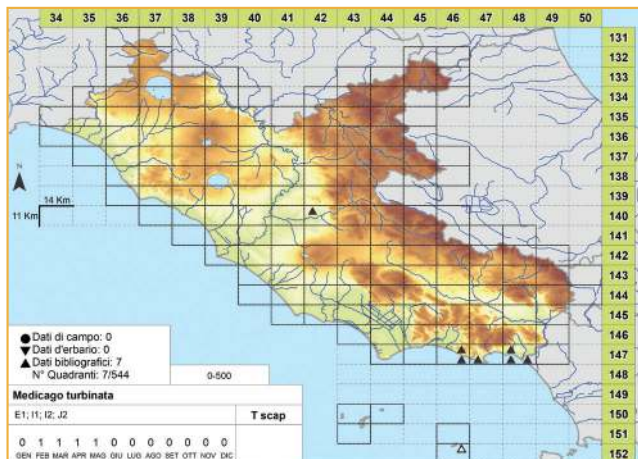 34 35 36 37 38 39 40 41 42 43 44 45 46 47 48 49 50
131
132
133
134
135
136
137
138
139
140
141
142
143
144
145
146
147
148
149
150
151
152
N
14 Km
11 Km
Dati di campo: 0
Dati d'erbario: 0
Dati bibliografici: 7
N° Quadranti: 7/544
0-500
Medicago turbinata
E1; I1; I2; J2
T scap
0 1 1 1 1 1 0 0 0 0 0 0 0
GEN FEB MAR APR MAG GIU LUG AGO SET OTT NOV DIC